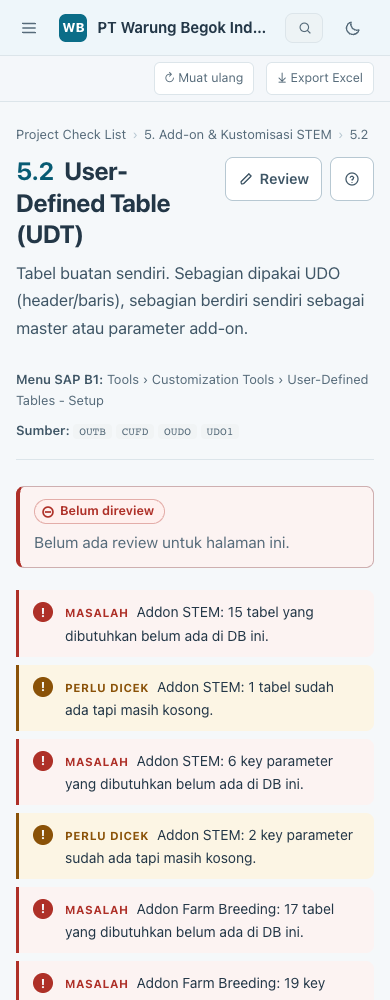 WB PT Warung Begok Ind...
Muat ulang Export Excel
Project Check List › 5. Add-on & Kustomisasi STEM › 5.2
5.2 User-
Defined Table
(UDT)
Review
Tabel buatan sendiri. Sebagian dipakai UDO
(header/baris), sebagian berdiri sendiri sebagai
master atau parameter add-on.
Menu SAP B1: Tools › Customization Tools › User-Defined
Tables - Setup
Sumber: OUTB CUFD OUDO UDO1
Belum direview
Belum ada review untuk halaman ini.
! MASALAH Addon STEM: 15 tabel yang
dibutuhkan belum ada di DB ini.
! PERLU DICEK Addon STEM: 1 tabel sudah
ada tapi masih kosong.
! MASALAH Addon STEM: 6 key parameter
yang dibutuhkan belum ada di DB ini.
! PERLU DICEK Addon STEM: 2 key parameter
sudah ada tapi masih kosong.
! MASALAH Addon Farm Breeding: 17 tabel
yang dibutuhkan belum ada di DB ini.
! MASALAH Addon Farm Breeding: 19 key